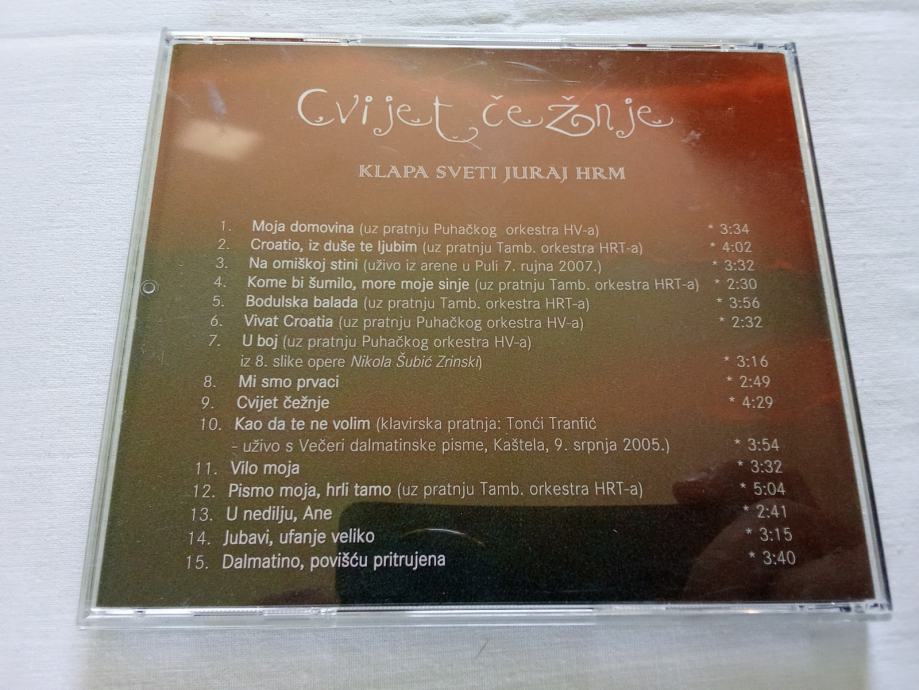 Cvijet čežnje
KLAPA SVETI JURAJ HRM
1. Moja domovina (uz pratnju Puhačkog orkestra HV-a) * 3:34
2. Croatio, iz duše te ljubim (uz pratnju Tamb. orkestra HRT-a) * 4:02
3. Na omiškoj stini (uživo iz arene u Puli 7. rujna 2007.) * 3:32
4. Kome bi šumilo, more moje sinje (uz pratnju Tamb. orkestra HRT-a) * 2:30
5. Bodulska balada (uz pratnju Tamb. orkestra HRT-a) * 3:56
6. Vivat Croatia (uz pratnju Puhačkog orkestra HV-a) * 2:32
7. U boj (uz pratnju Puhačkog orkestra HV-a)
iz 8. slike opere Nikola Šubić Zrinski) * 3:16
8. Mi smo prvaci * 2:49
9. Cvijet čežnje * 4:29
10. Kao da te ne volim (klavirska pratnja: Tonći Tranfić
- uživo s Večeri dalmatinske pisme, Kaštela, 9. srpnja 2005.) * 3:54
11. Vilo moja * 3:32
12. Pismo moja, hrli tamo (uz pratnju Tamb. orkestra HRT-a) * 5:04
13. U nedilju, Ane * 2:41
14. Jubavi, ufanje veliko * 3:15
15. Dalmatino, povišću pritrujena * 3:40